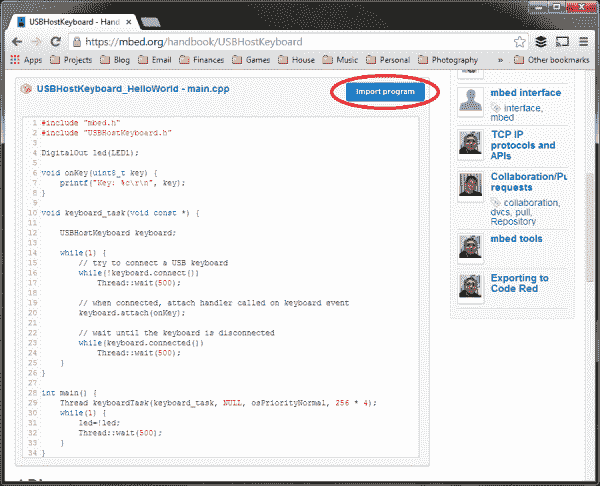 USBHostKeyboard - Hand
https://mbed.org/handbook/USBHostKeyboard
Apps Projects Blog Email Finances Games House Music Personal Photography » Other bookmarks
USBHostKeyboard_HelloWorld - main.cpp
Import program
1 #include "mbed.h"
2 #include "USBHostKeyboard.h"
3
4 DigitalOut led(LED1);
5
6 void onKey(uint8_t key) {
7 printf("Key: %c\r\n", key);
8 }
9
10 void keyboard_task(void const *) {
11
12 USBHostKeyboard keyboard;
13
14 while(1) {
15 // try to connect a USB keyboard
16 while(!keyboard.connect())
17 Thread::wait(500);
18
19 // when connected, attach handler called on keyboard event
20 keyboard.attach(onKey);
21
22 // wait until the keyboard is disconnected
23 while(keyboard.connected())
24 Thread::wait(500);
25 }
26 }
27
28 int main() {
29 Thread keyboardTask(keyboard_task, NULL, osPriorityNormal, 256 * 4);
30 while(1) {
31 led=!led;
32 Thread::wait(500);
33 }
34 }
mbed interface
interface,
mbed
TCP IP
protocols and
APIs
Collaboration/Pu
requests
collaboration,
dvcs, pull,
Repository
mbed tools
Exporting to
Code Red